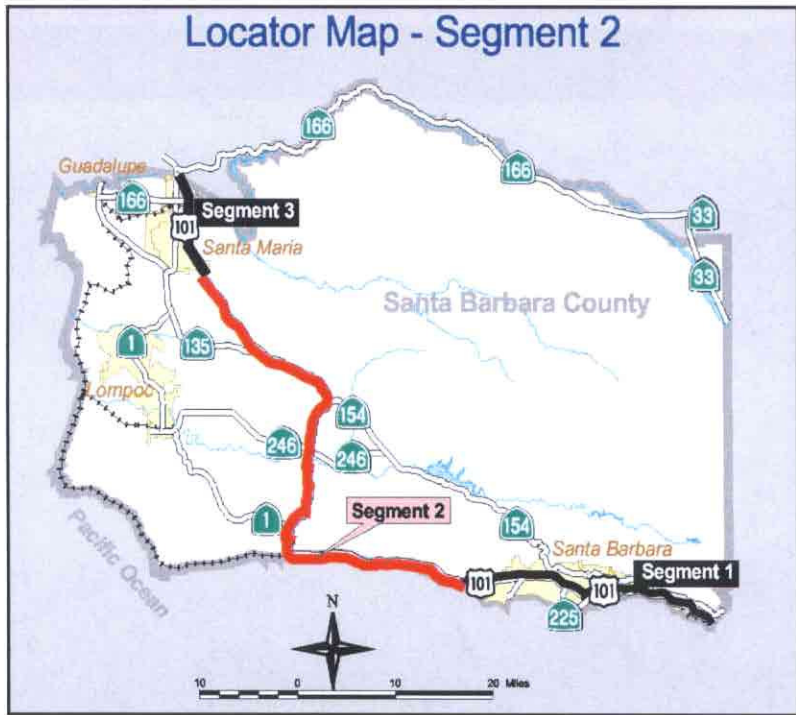 Locator Map - Segment 2
166
Guadalupe
166
166
Segment 3
33
101
Santa Maria
33
Santa Barbara County
1
135
Lompoc
154
246
246
1
Segment 2
154
Pacific Ocean
Santa Barbara
101
Segment 1
101
225
N
10 0 10 20 Miles